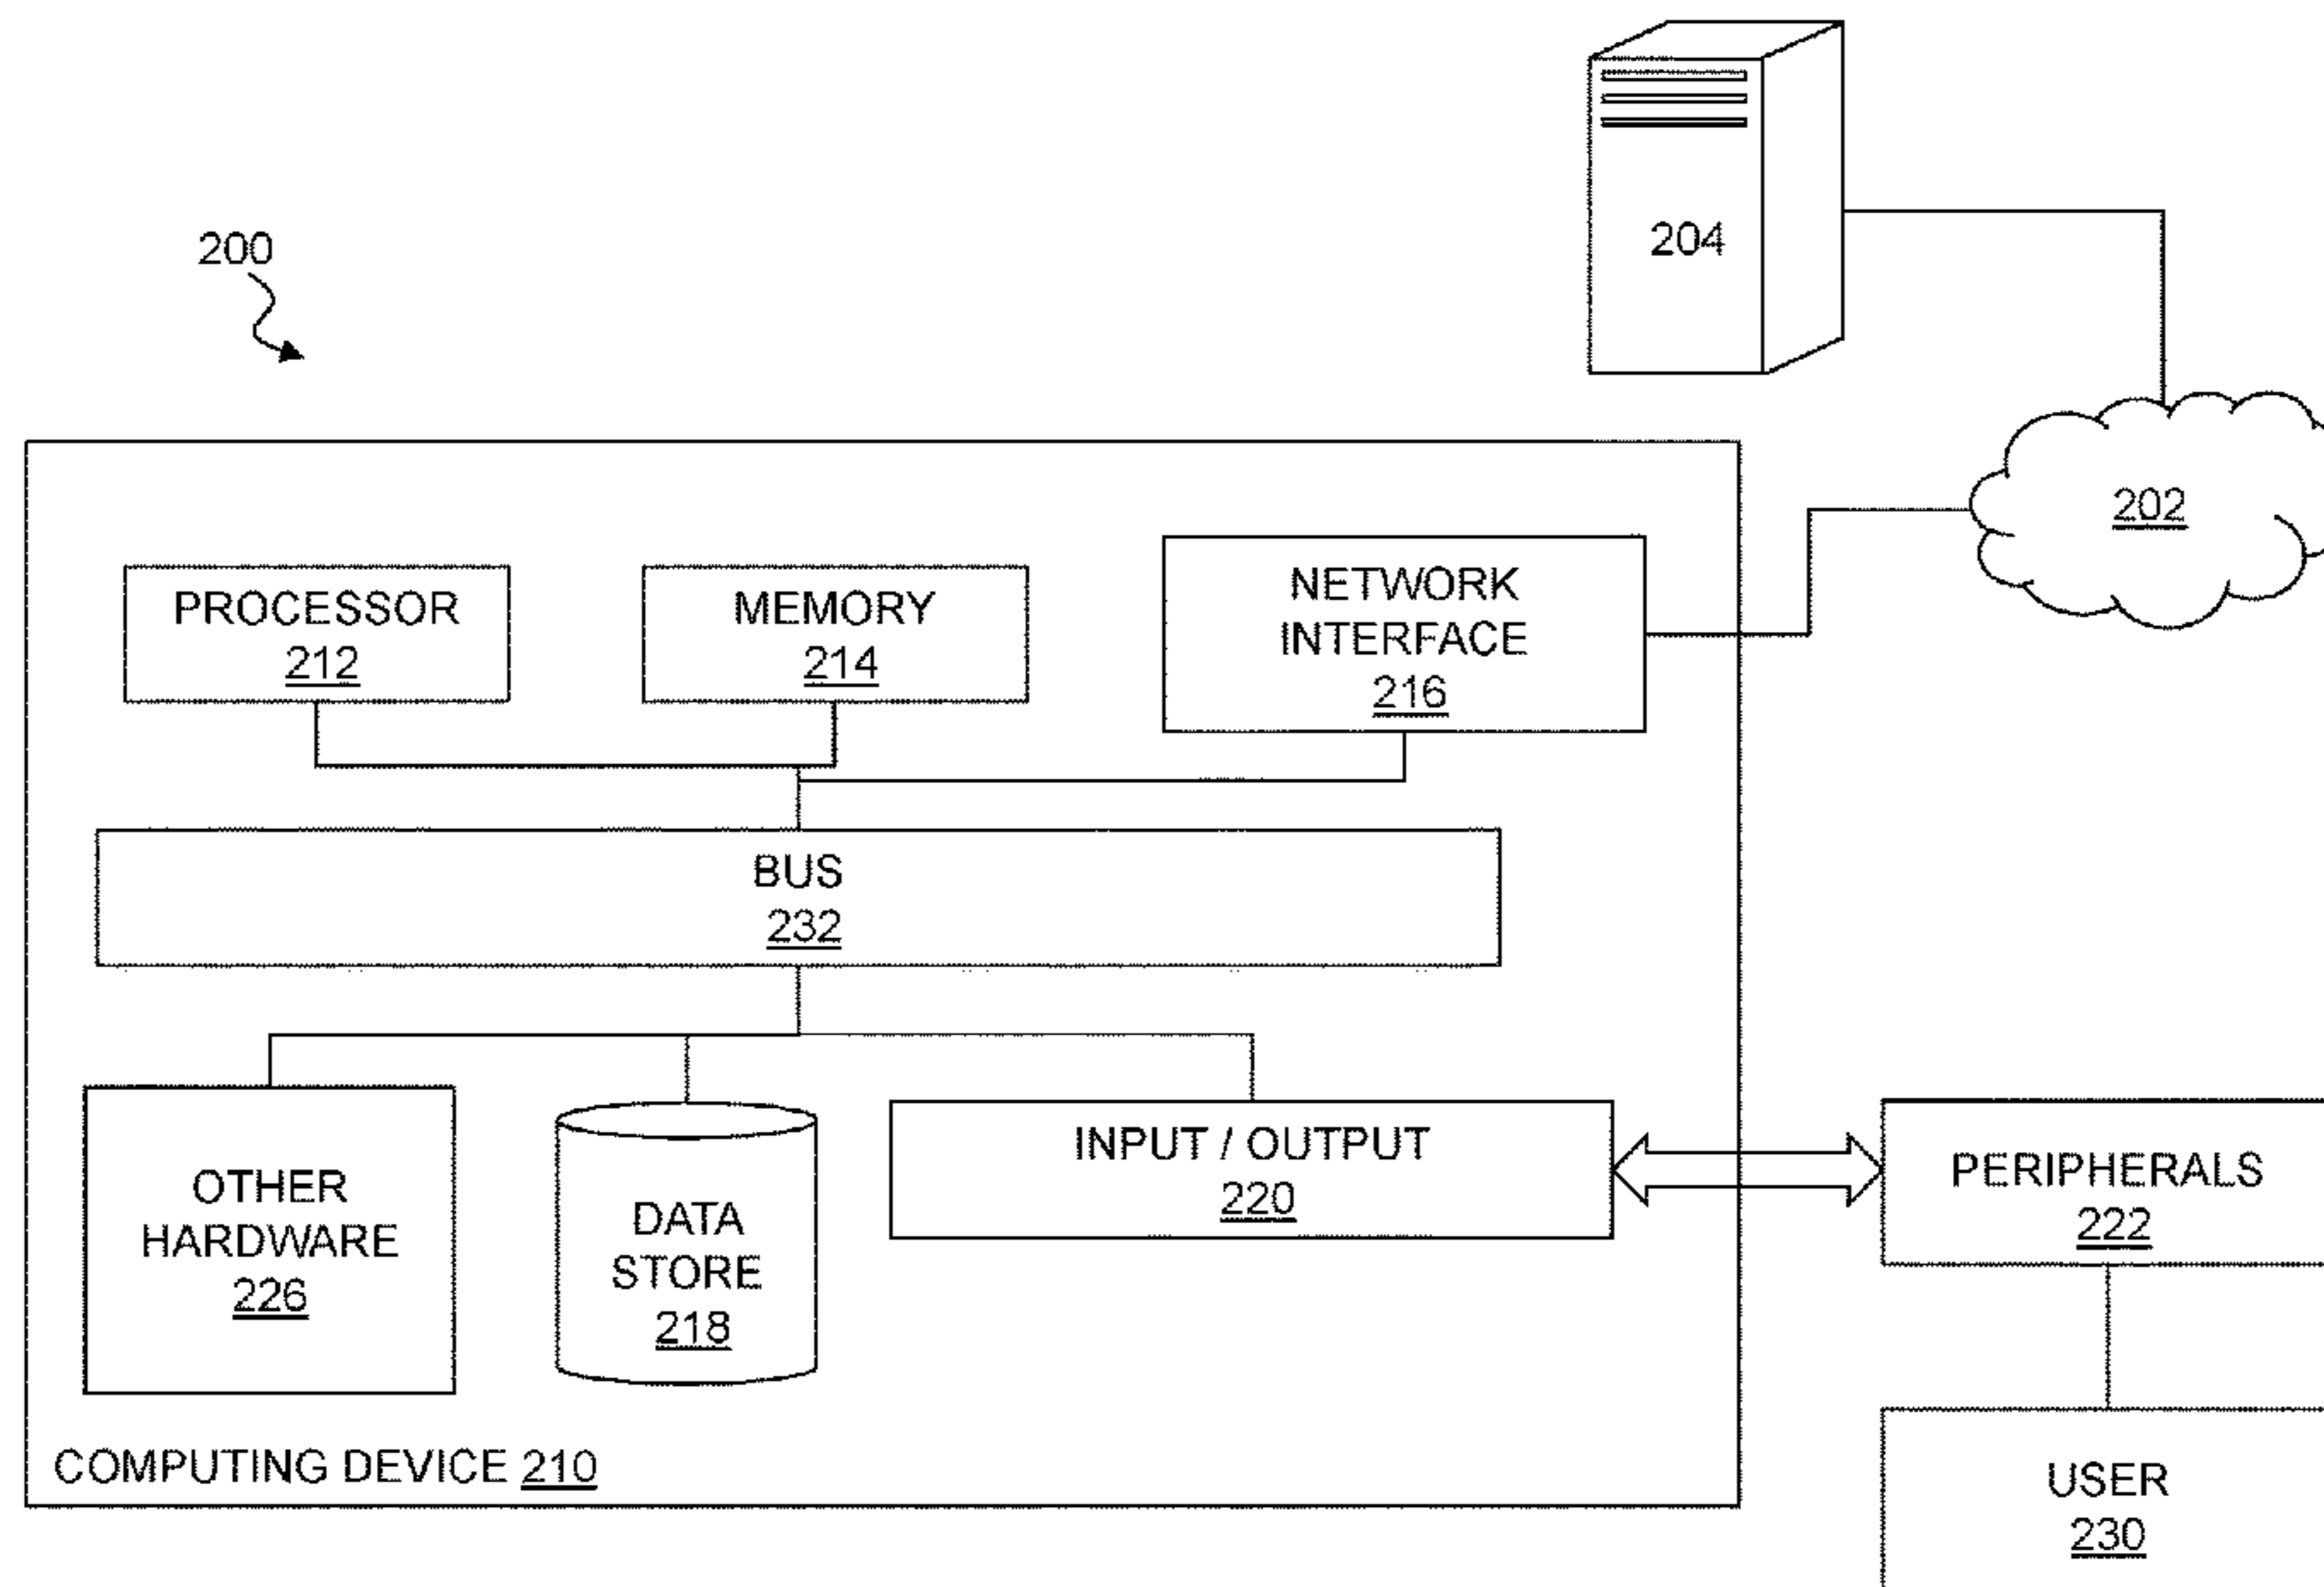 200
204
202
PROCESSOR
212
MEMORY
214
NETWORK
INTERFACE
216
BUS
232
OTHER
HARDWARE
226
DATA
STORE
218
INPUT / OUTPUT
220
PERIPHERALS
222
COMPUTING DEVICE 210
USER
230